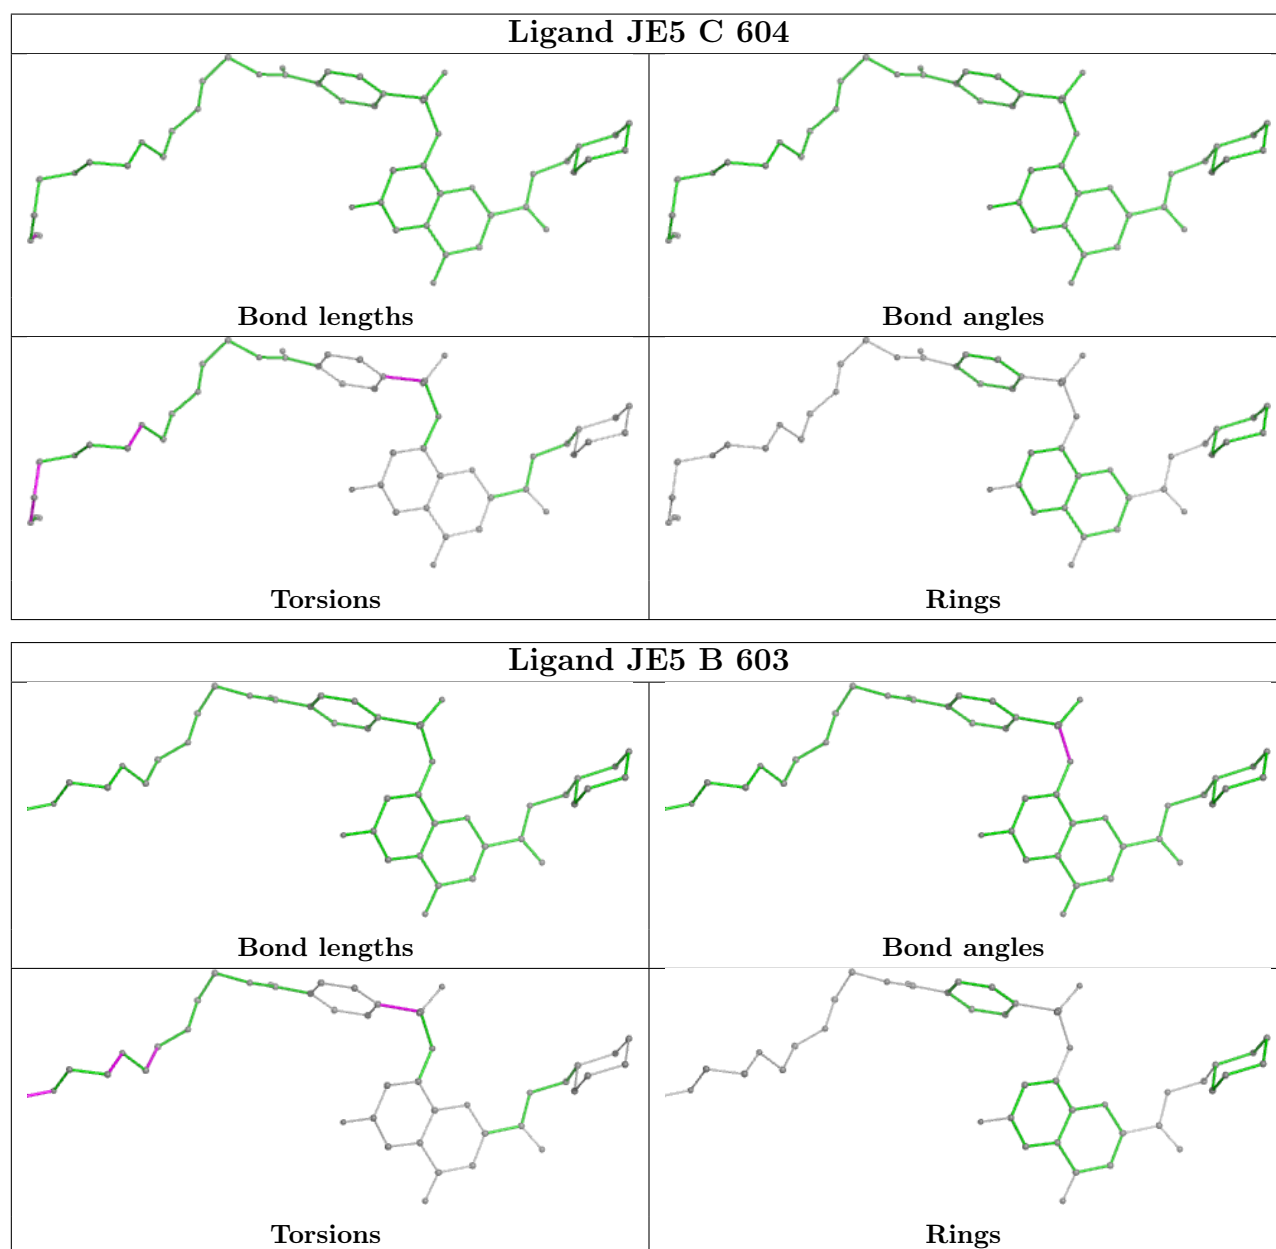 Ligand JE5 C 604
Bond lengths
Bond angles
Torsions
Rings
Ligand JE5 B 603
Bond lengths
Bond angles
Torsions
Rings